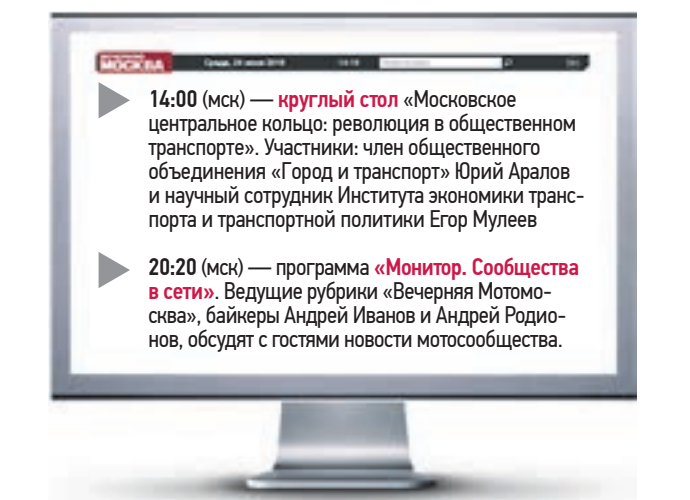 МОСКВА
14:00 (мск) — круглый стол «Московское
центральное кольцо: революция в общественном
транспорте». Участники: член общественного
объединения «Город и транспорт» Юрий Аралов
и научный сотрудник Института экономики транс-
порта и транспортной политики Егор Мулеев
20:20 (мск) — программа «Монитор. Сообщества
в сети». Ведущие рубрики «Вечерняя Мотомо-
сква», байкеры Андрей Иванов и Андрей Родио-
нов, обсудят с гостями новости мотосообщества.